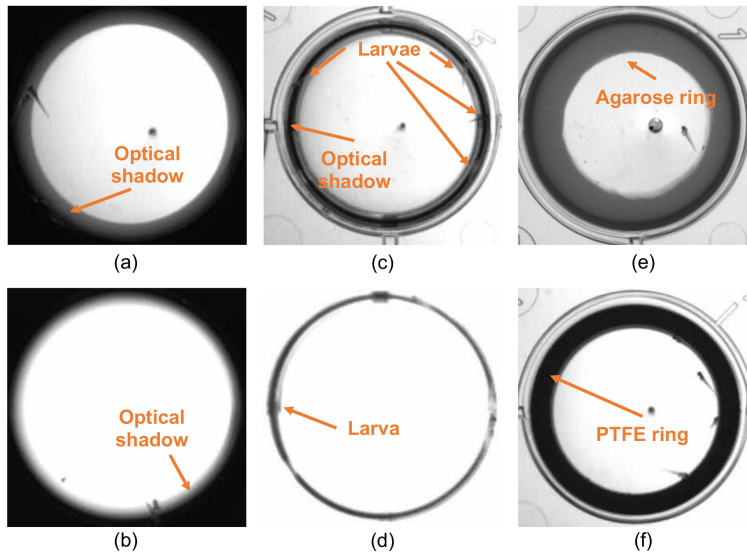 Optical
shadow
(a)
Larvae
Optical
shadow
(c)
Agarose ring
(e)
Optical
shadow
(b)
Larva
(d)
PTFE ring
(f)